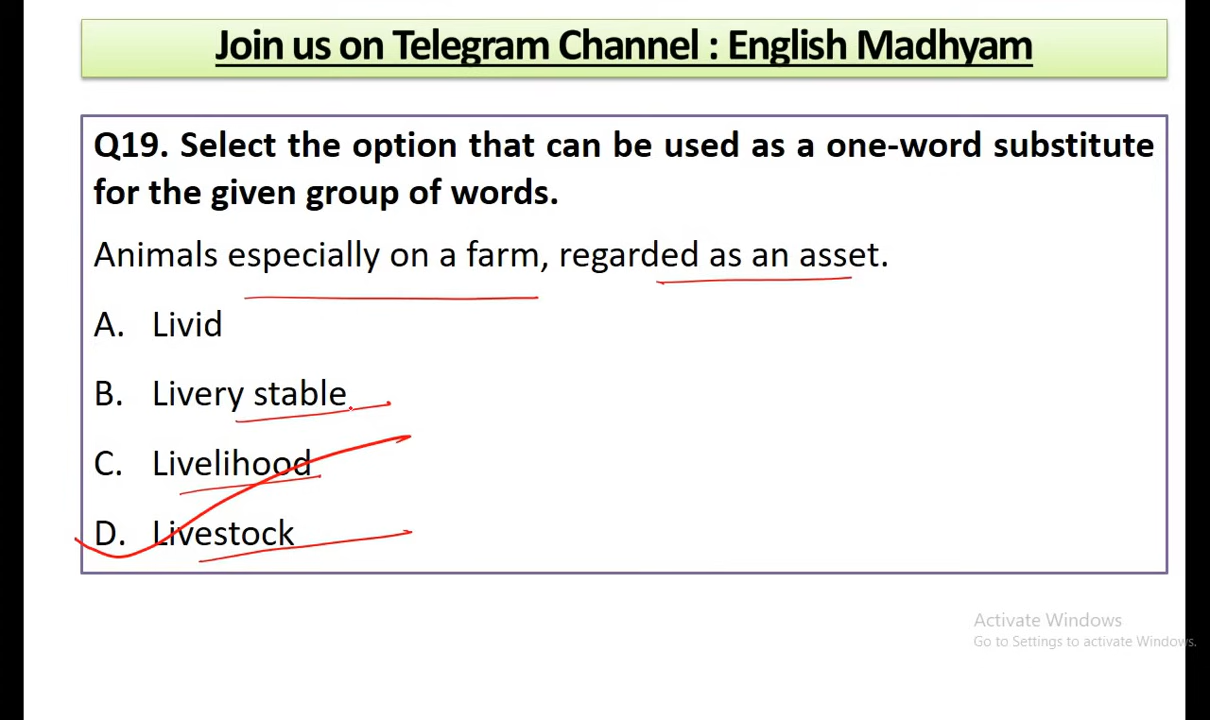 Join us on Telegram Channel : English Madhyam
Q19. Select the option that can be used as a one-word substitute
for the given group of words.
Animals especially on a farm, regarded as an asset.
A. Livid
B. Livery stable
C. Livelihood
D. Livestock
Activate Windows
Go to Settings to activate Windows.